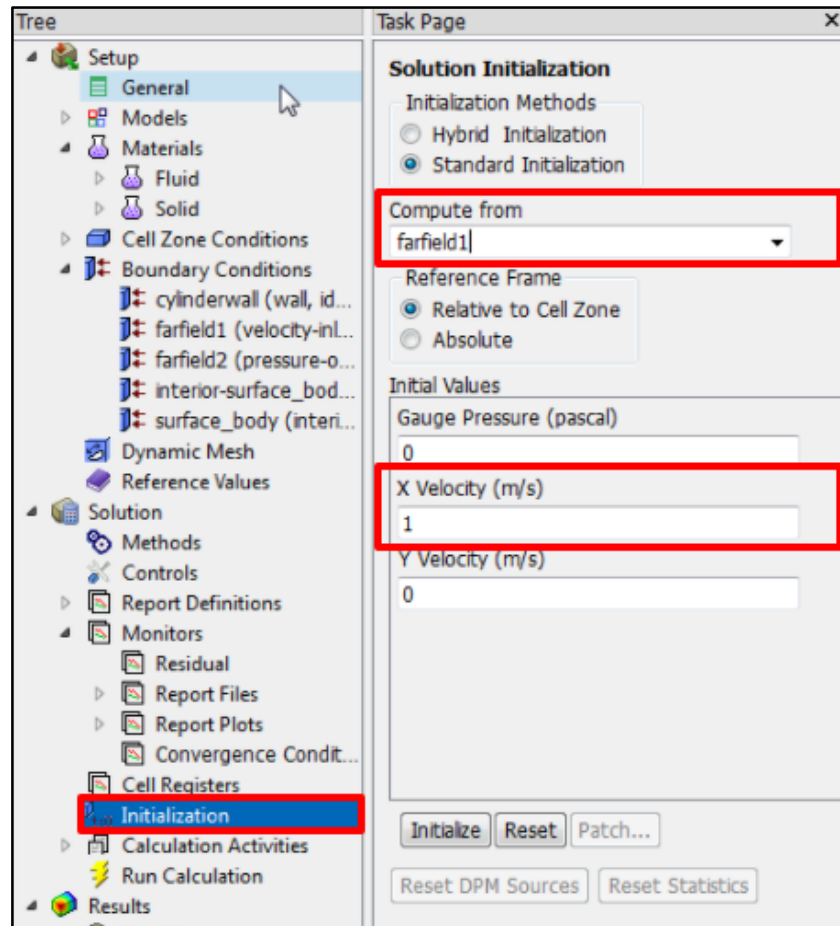 Tree
Setup
General
Models
Materials
Fluid
Solid
Cell Zone Conditions
Boundary Conditions
cylinderwall (wall, id...
farfield1 (velocity-inl...
farfield2 (pressure-o...
interior-surface_bod...
surface_body (interi...
Dynamic Mesh
Reference Values
Solution
Methods
Controls
Report Definitions
Monitors
Residual
Report Files
Report Plots
Convergence Condit...
Cell Registers
Initialization
Calculation Activities
Run Calculation
Results
Task Page
Solution Initialization
Initialization Methods
Hybrid Initialization
Standard Initialization
Compute from
farfield1
Reference Frame
Relative to Cell Zone
Absolute
Initial Values
Gauge Pressure (pascal)
0
X Velocity (m/s)
1
Y Velocity (m/s)
0
Initialize Reset Patch...
Reset DPM Sources Reset Statistics